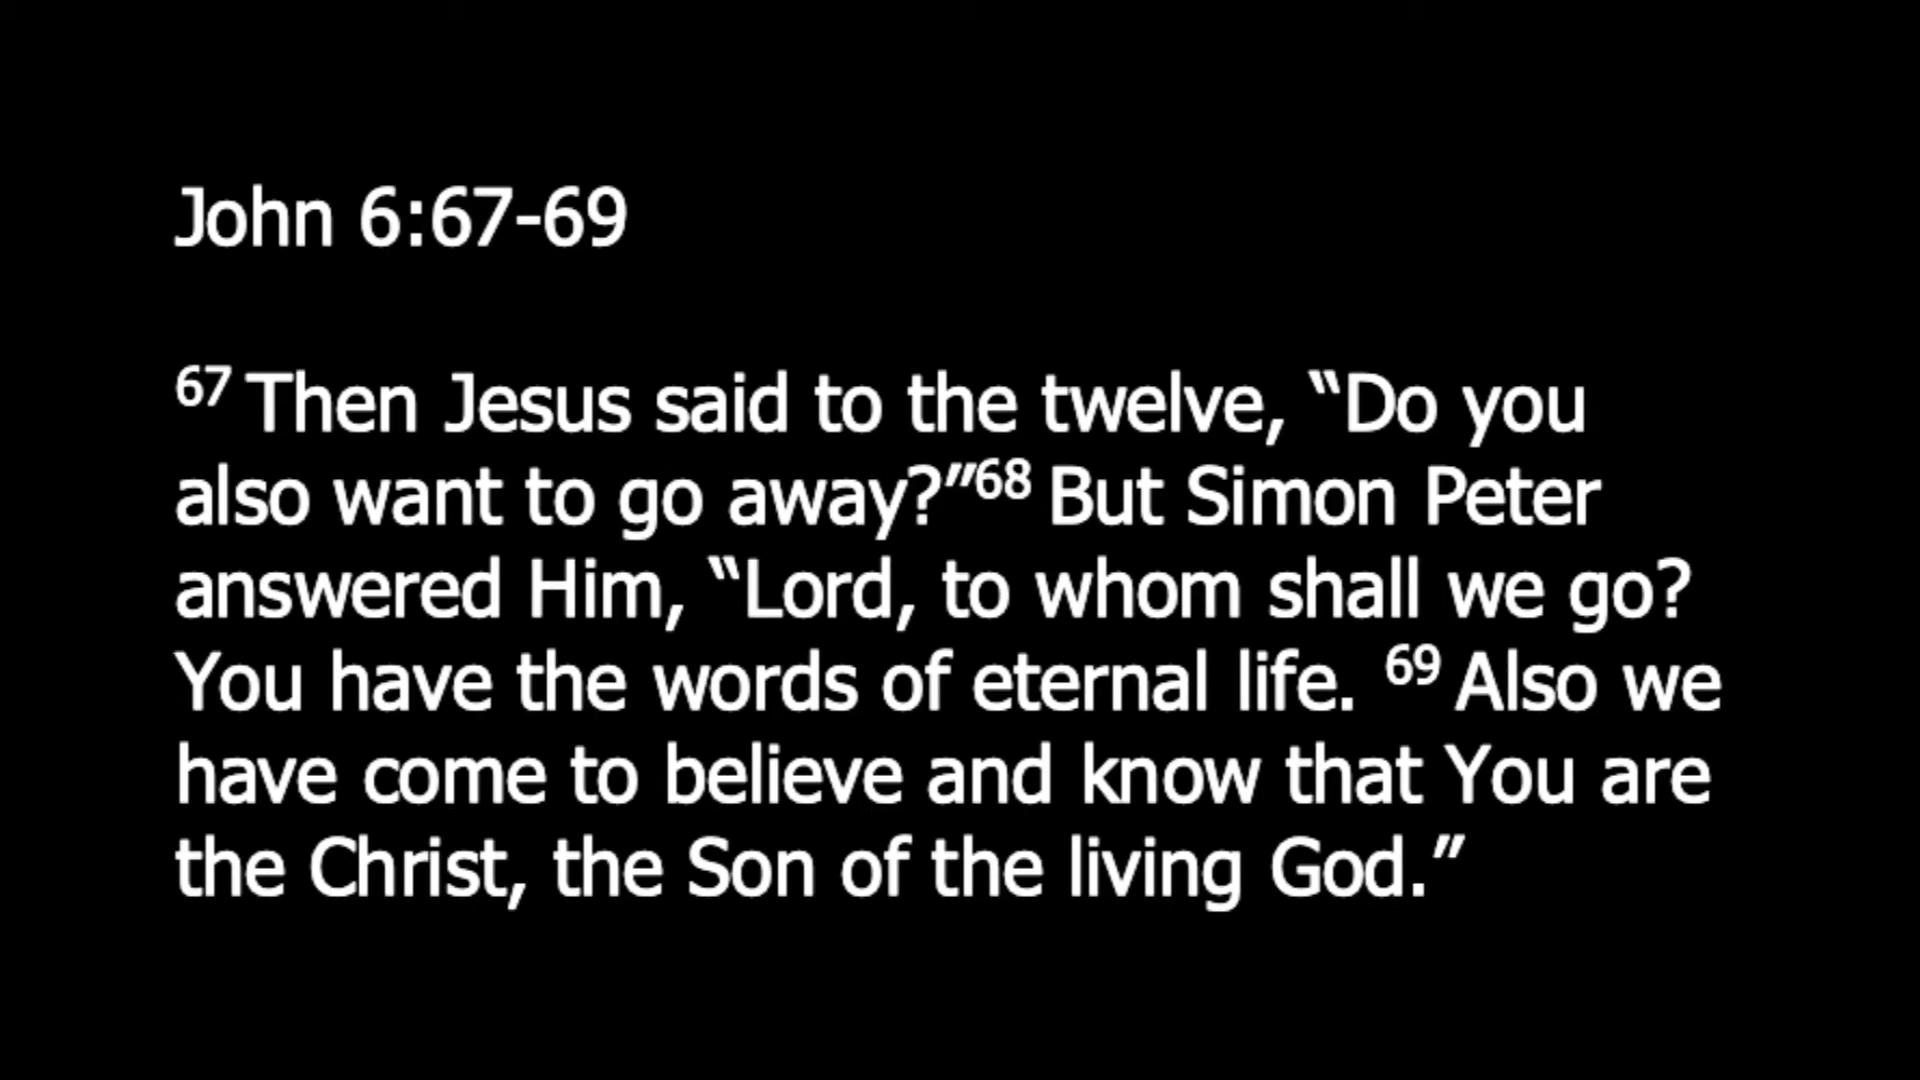 John 6:67-69
67 Then Jesus said to the twelve, “Do you
also want to go away?”68 But Simon Peter
answered Him, “Lord, to whom shall we go?
You have the words of eternal life. 69 Also we
have come to believe and know that You are
the Christ, the Son of the living God.”